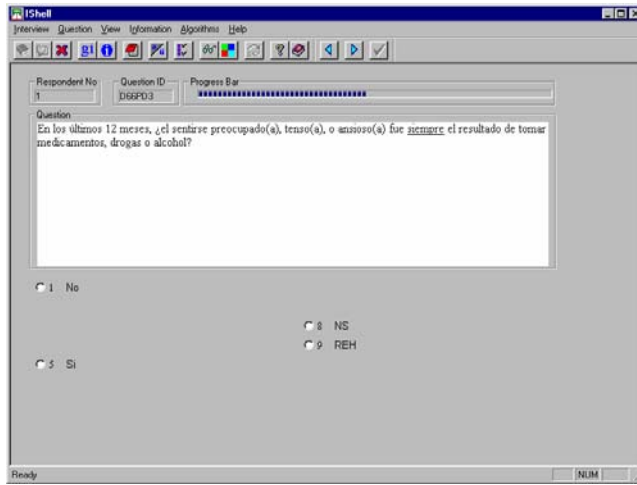 IShell
Interview Question View Information Algorithms Help
Respondent No
Question ID
Progress Bar
1
D66PD3
Question
En los últimos 12 meses, ¿el sentirse preocupado(a), tenso(a), o ansioso(a) fue siempre el resultado de tomar
medicamentos, drogas o alcohol?
1 No
8 NS
9 REH
5 Si
Ready
NUM